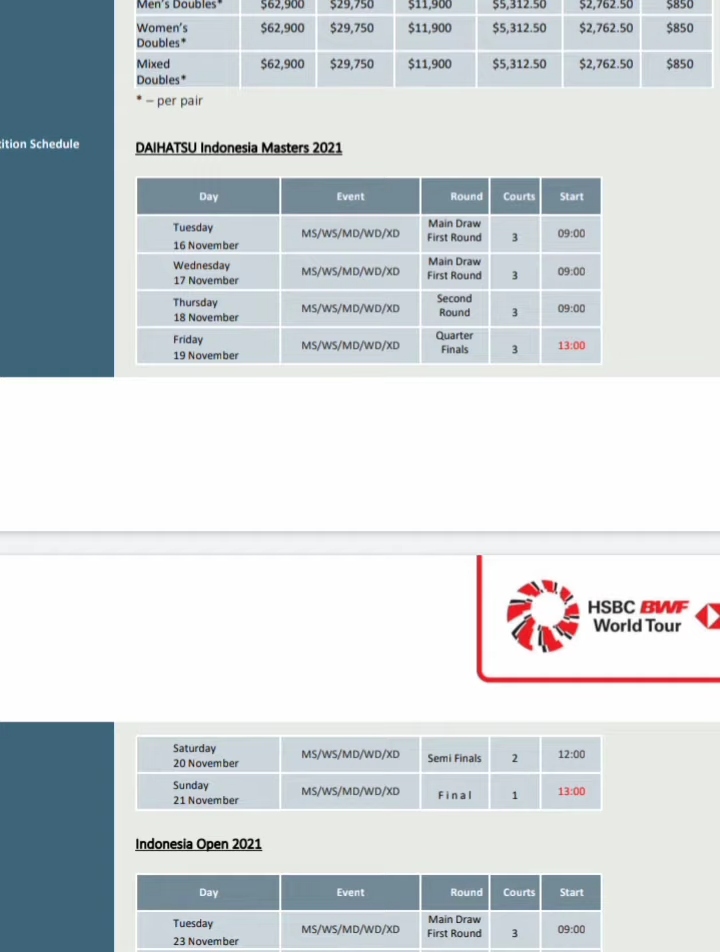 Men's Doubles* $62,900 $29,750 $11,900 $5,312.50 $2,762.50 $850
Women's $62,900 $29,750 $11,900 $5,312.50 $2,762.50 $850
Doubles*
Mixed $62,900 $29,750 $11,900 $5,312.50 $2,762.50 $850
Doubles*
* – per pair
ition Schedule
DAIHATSU Indonesia Masters 2021
Day Event Round Courts Start
Tuesday
16 November
MS/WS/MD/WD/XD
Main Draw
First Round
3
09:00
Wednesday
17 November
MS/WS/MD/WD/XD
Main Draw
First Round
3
09:00
Thursday
18 November
MS/WS/MD/WD/XD
Second
Round
3
09:00
Friday
19 November
MS/WS/MD/WD/XD
Quarter
Finals
3
13:00
HSBC BWF
World Tour
Saturday
20 November
MS/WS/MD/WD/XD
Semi Finals
2
12:00
Sunday
21 November
MS/WS/MD/WD/XD
Final
1
13:00
Indonesia Open 2021
Day Event Round Courts Start
Tuesday
23 November
MS/WS/MD/WD/XD
Main Draw
First Round
3
09:00